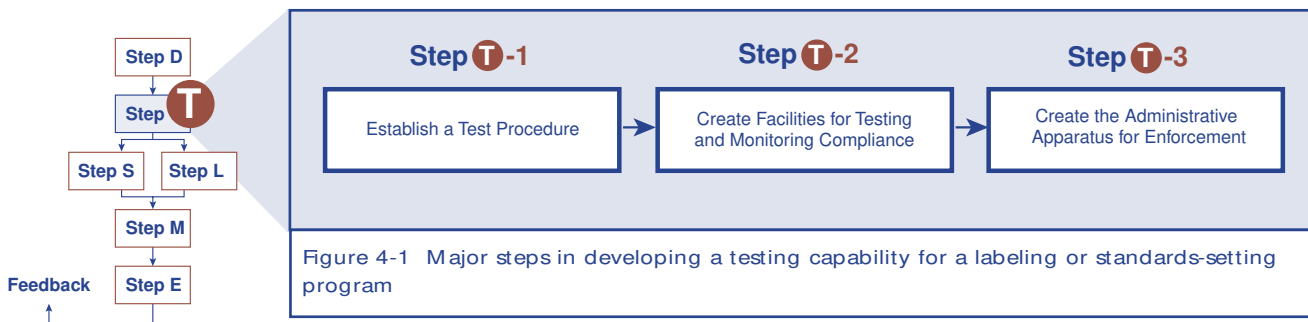 Step D
Step T
Step S
Step L
Step M
Step E
Feedback
Step T-1
Establish a Test Procedure
Step T-2
Create Facilities for Testing
and Monitoring Compliance
Step T-3
Create the Administrative
Apparatus for Enforcement
Figure 4-1 Major steps in developing a testing capability for a labeling or standards-setting
program